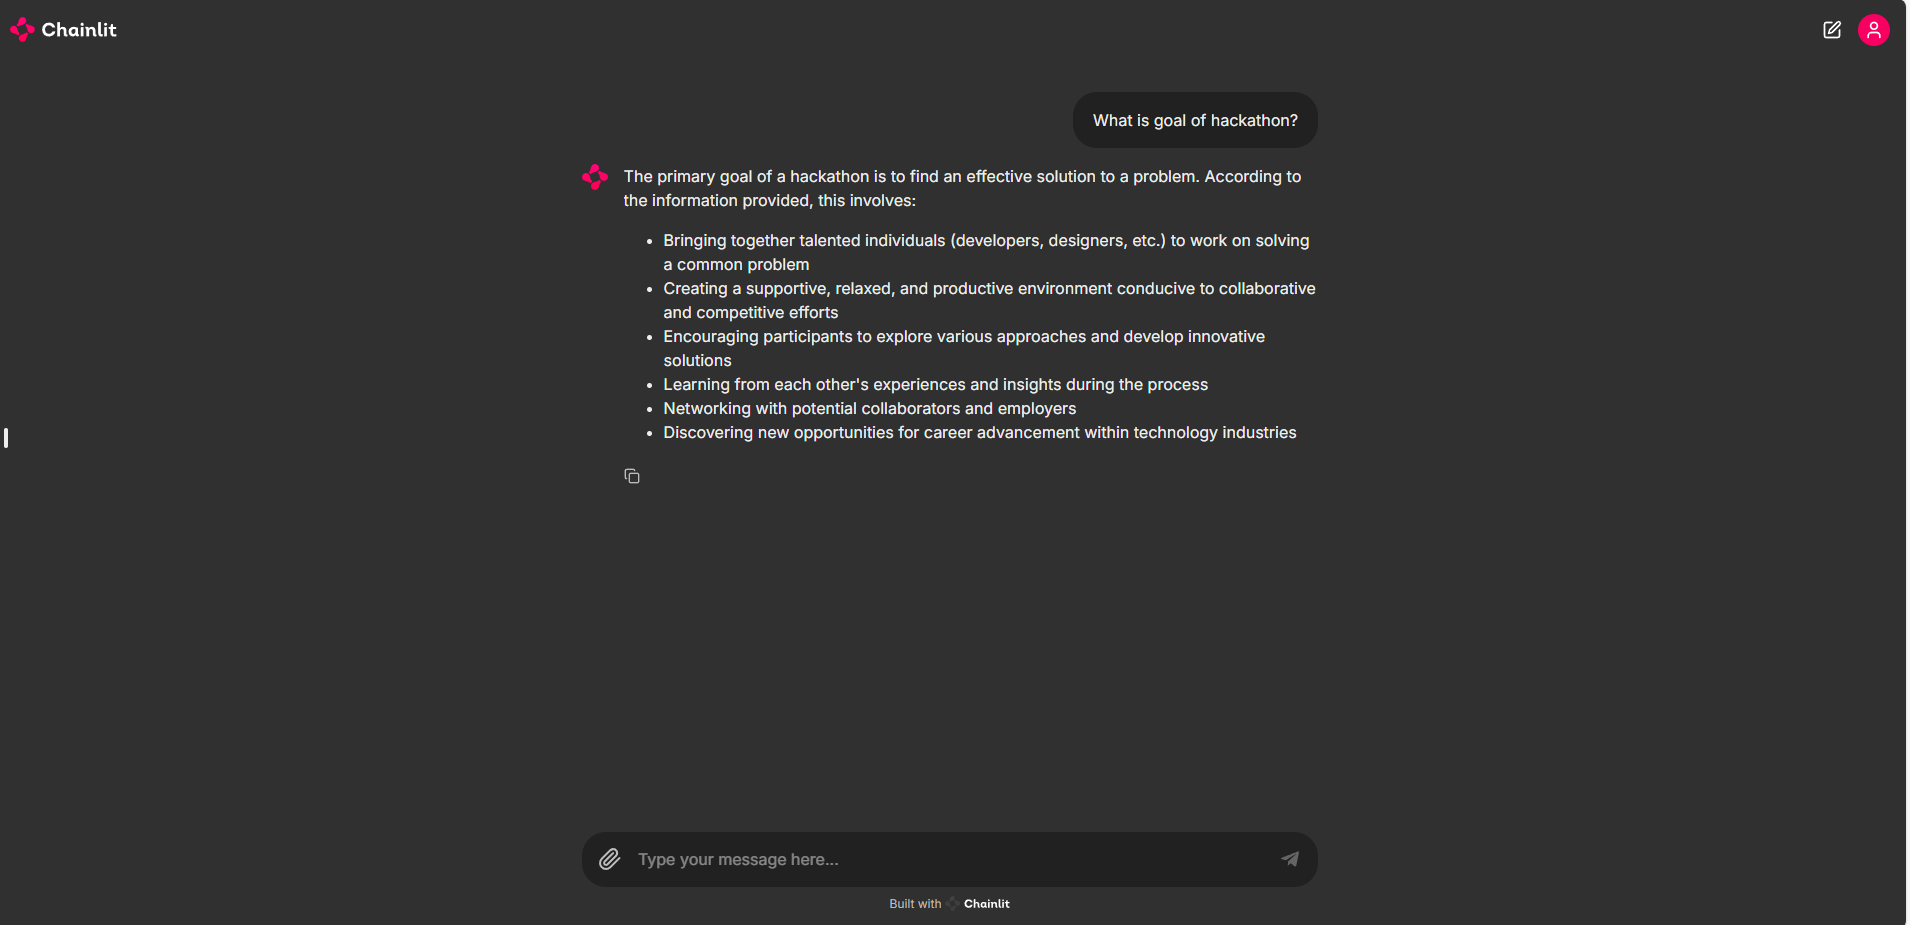 Chainlit
What is goal of hackathon?
The primary goal of a hackathon is to find an effective solution to a problem. According to
the information provided, this involves:
• Bringing together talented individuals (developers, designers, etc.) to work on solving
a common problem
• Creating a supportive, relaxed, and productive environment conducive to collaborative
and competitive efforts
• Encouraging participants to explore various approaches and develop innovative
solutions
• Learning from each other's experiences and insights during the process
• Networking with potential collaborators and employers
• Discovering new opportunities for career advancement within technology industries
Type your message here...
Built with Chainlit